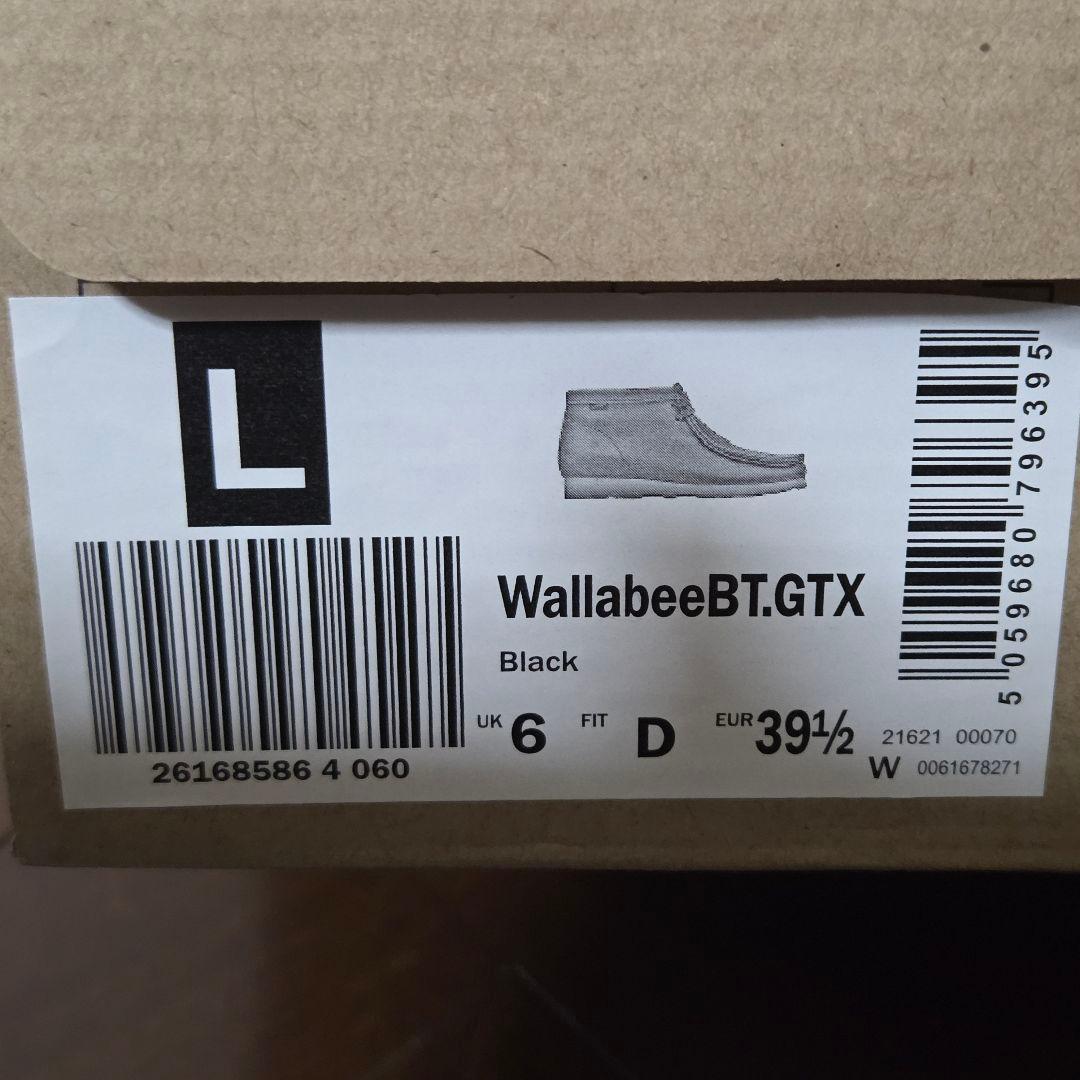 L
26168586 4 060
WallabeeBT.GTX
Black
UK 6 FIT D EUR 39½
21621 00070
W 0061678271
5 059680 796395